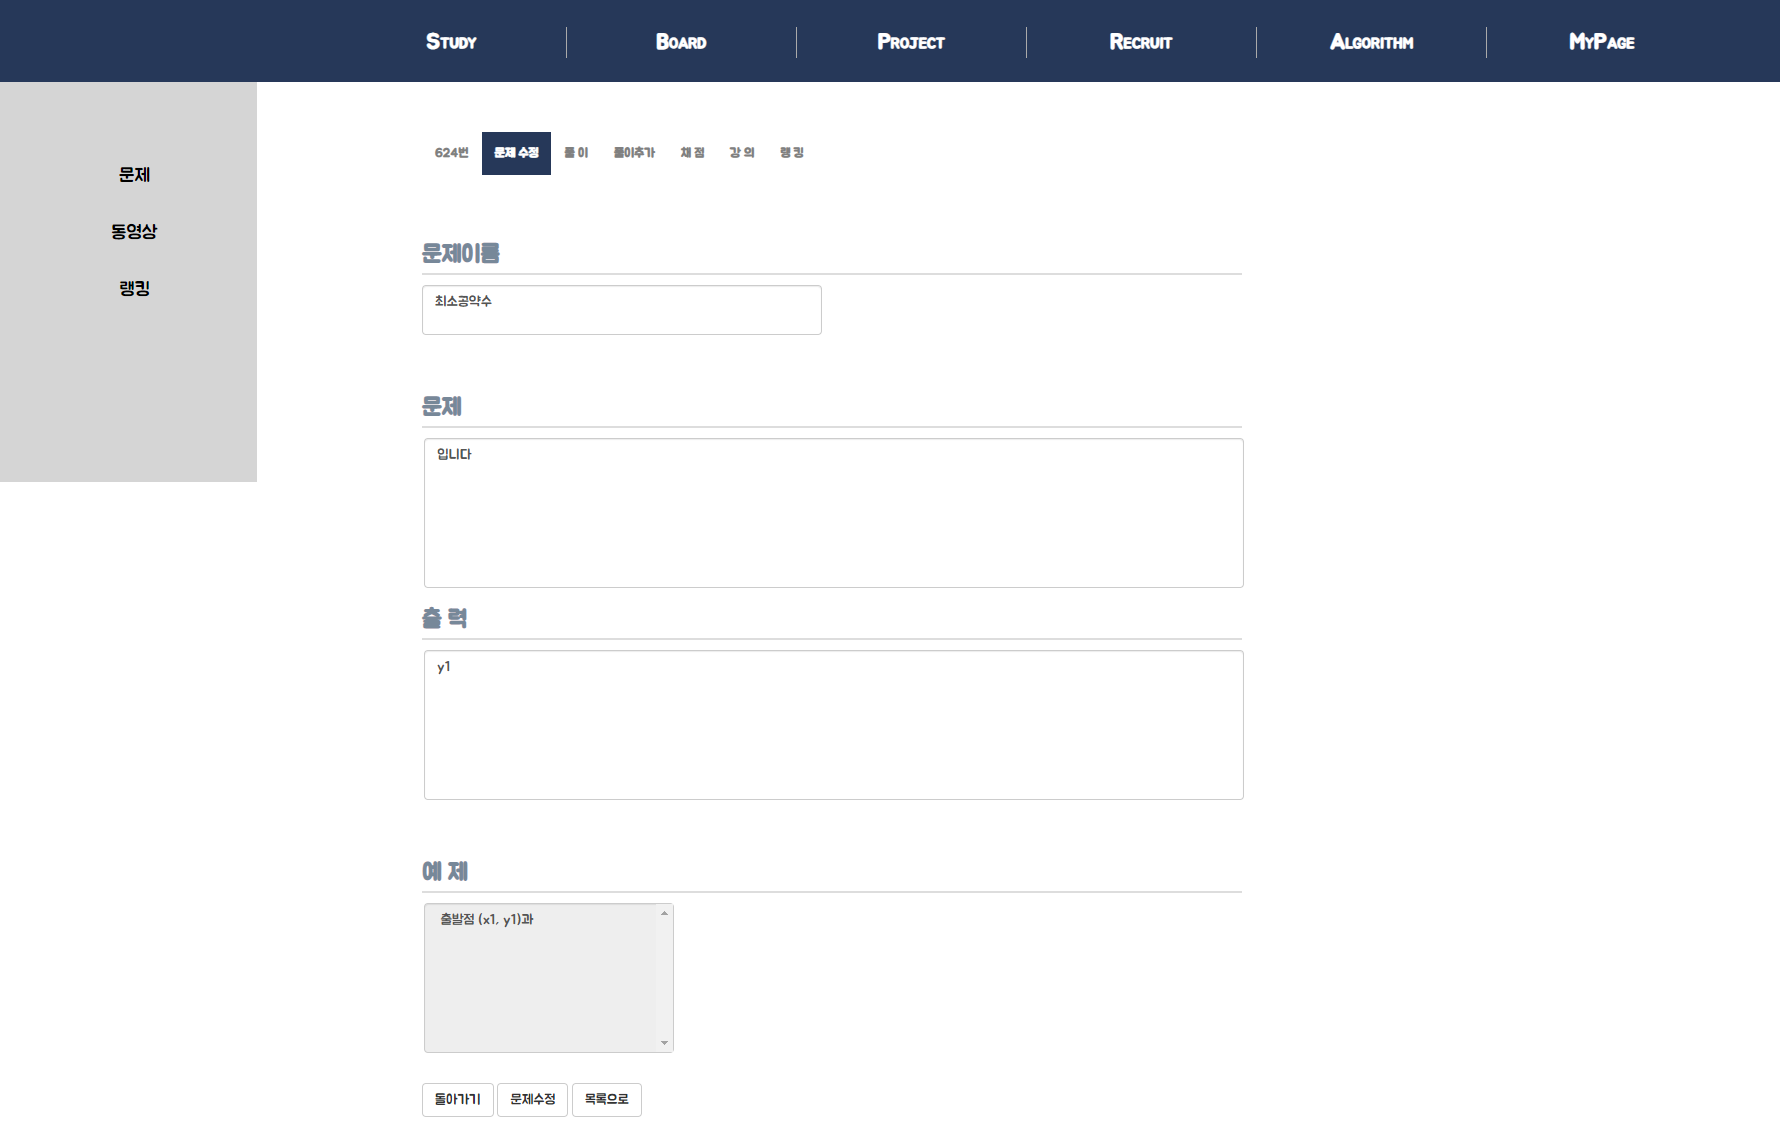 Study Board Project Recruit Algorithm MyPage
문제
동영상
랭킹
624번 문제 수정 풀 이 풀이추가 채 점 강 의 랭 킹
문제이름
최소공약수
문제
입니다
출 력
y1
예 제
출발점 (x1, y1)과
돌아가기 문제수정 목록으로